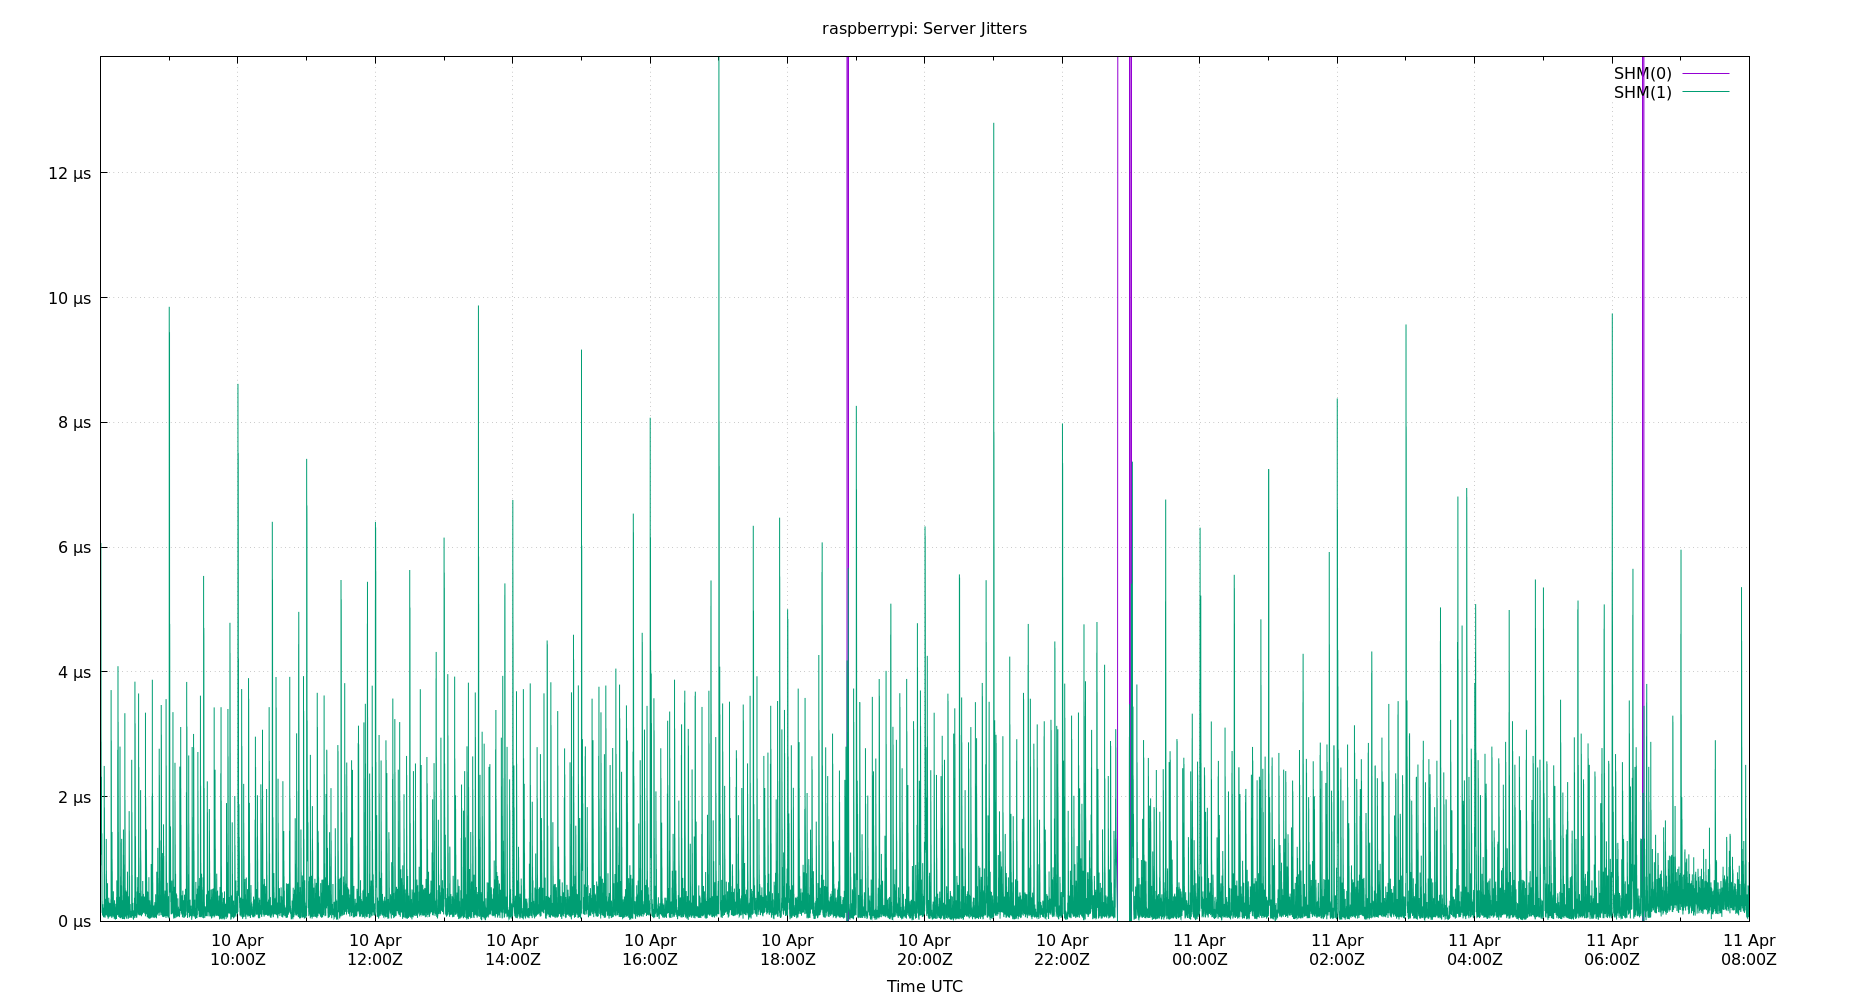 raspberrypi: Server Jitters
SHM(0)
SHM(1)
12 µs
10 µs
8 µs
6 µs
4 µs
2 µs
0 µs
10 Apr 10 Apr 10 Apr 10 Apr 10 Apr 10 Apr 10 Apr 11 Apr 11 Apr 11 Apr 11 Apr 11 Apr
10:00Z 12:00Z 14:00Z 16:00Z 18:00Z 20:00Z 22:00Z 00:00Z 02:00Z 04:00Z 06:00Z 08:00Z
Time UTC